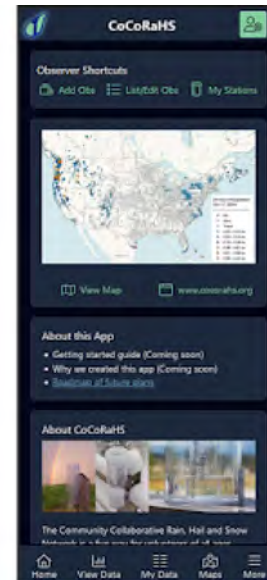 CoCoRaHS
Observer Shortcuts
Add Obs List/Edit Obs My Stations
View Map www.cocorahs.org
About this App
• Getting started guide (Coming soon)
• Why we created this app (Coming soon)
• Roadmap of future plans
About CoCoRaHS
The Community Collaborative Rain, Hail and Snow
Home View Data My Data Maps More